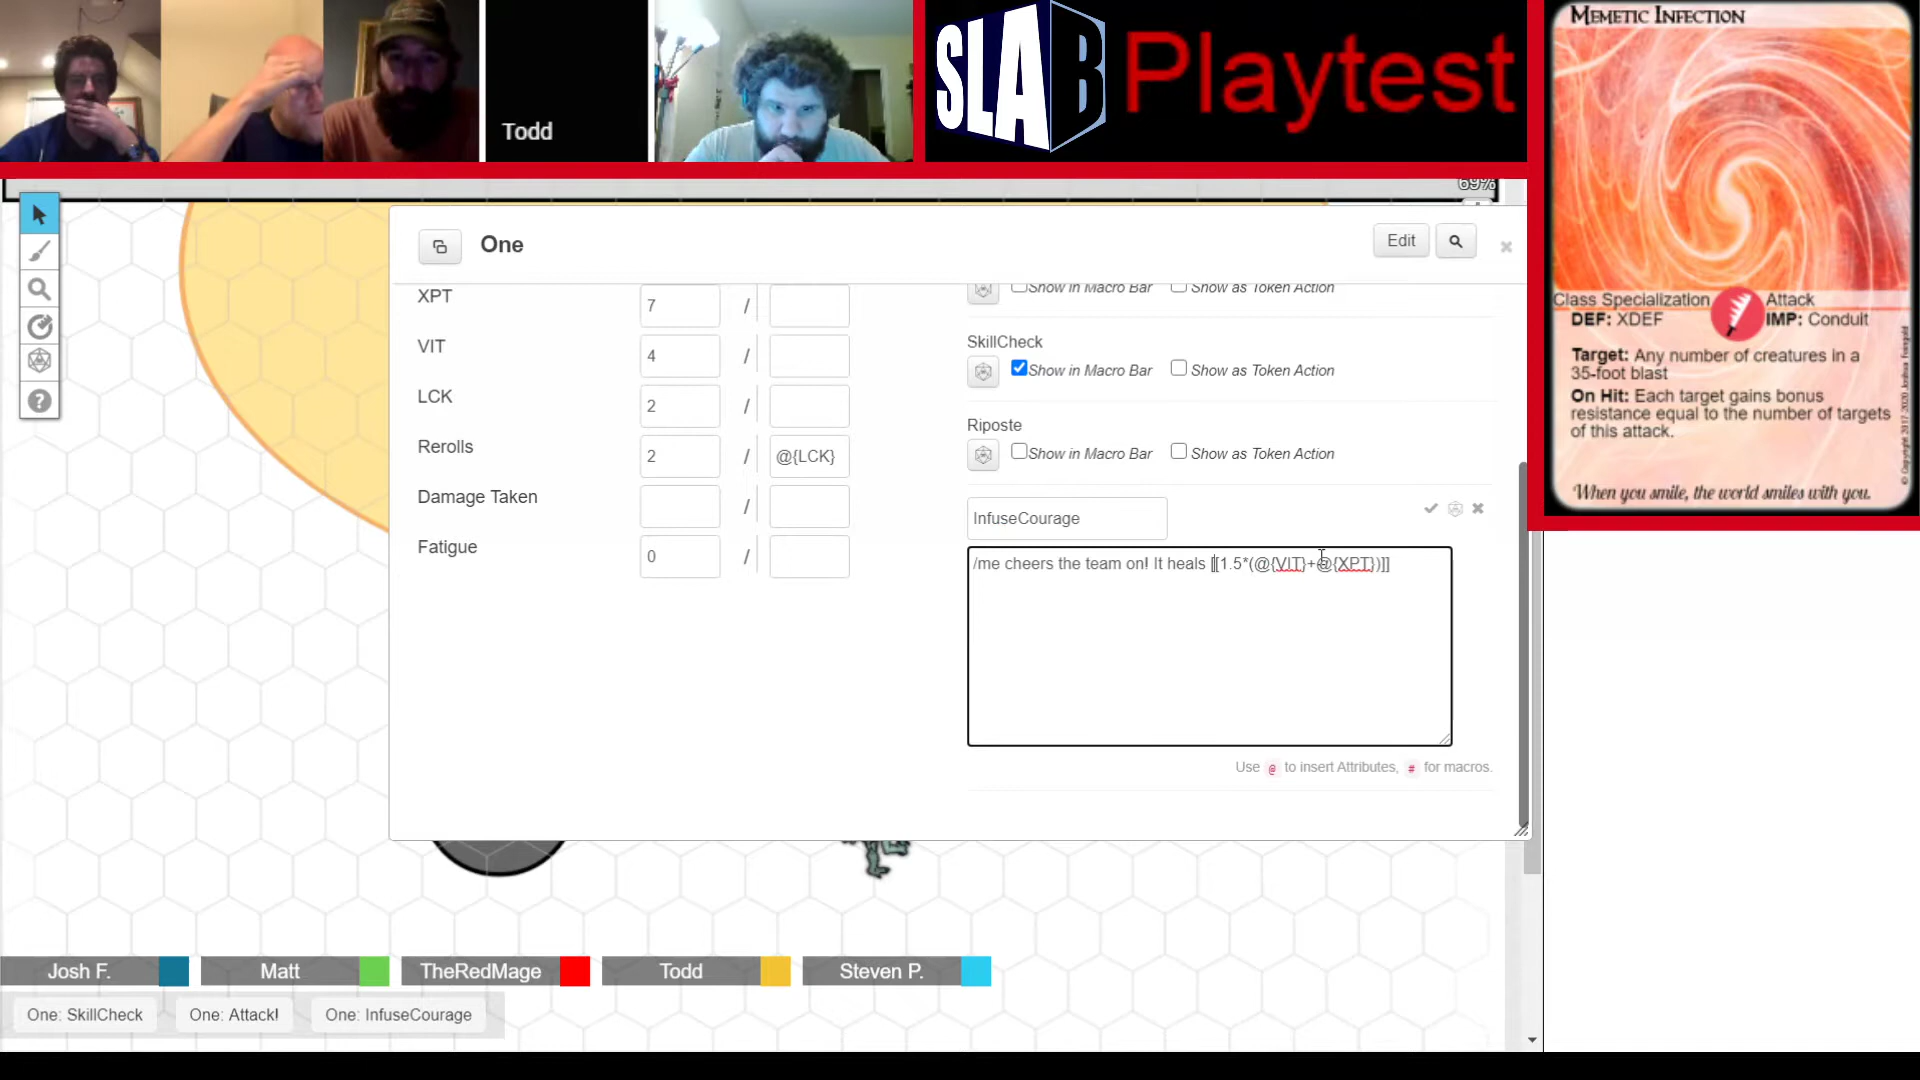 Todd
SLAB Playtest
MEMETIC INFECTION
Class Specialization
Attack
DEF: XDEF
IMP: Conduit
Target: Any number of creatures in a
35-foot blast
On Hit: Each target gains bonus
resistance equal to the number of targets
of this attack.
"When you smile, the world smiles with you.
© Copyright 2017-2020 Joshua Feingold
69%
One
Edit
XPT
7 /
VIT
4 /
LCK
2 /
Rerolls
2 / @{LCK}
Damage Taken
/
Fatigue
0 /
Show in Macro Bar
Show as Token Action
SkillCheck
Show in Macro Bar
Show as Token Action
Riposte
Show in Macro Bar
Show as Token Action
InfuseCourage
/me cheers the team on! It heals [[1.5*(@{VIT}+@{XPT})]]
Use @ to insert Attributes, # for macros.
Josh F.
Matt
TheRedMage
Todd
Steven P.
One: SkillCheck
One: Attack!
One: InfuseCourage